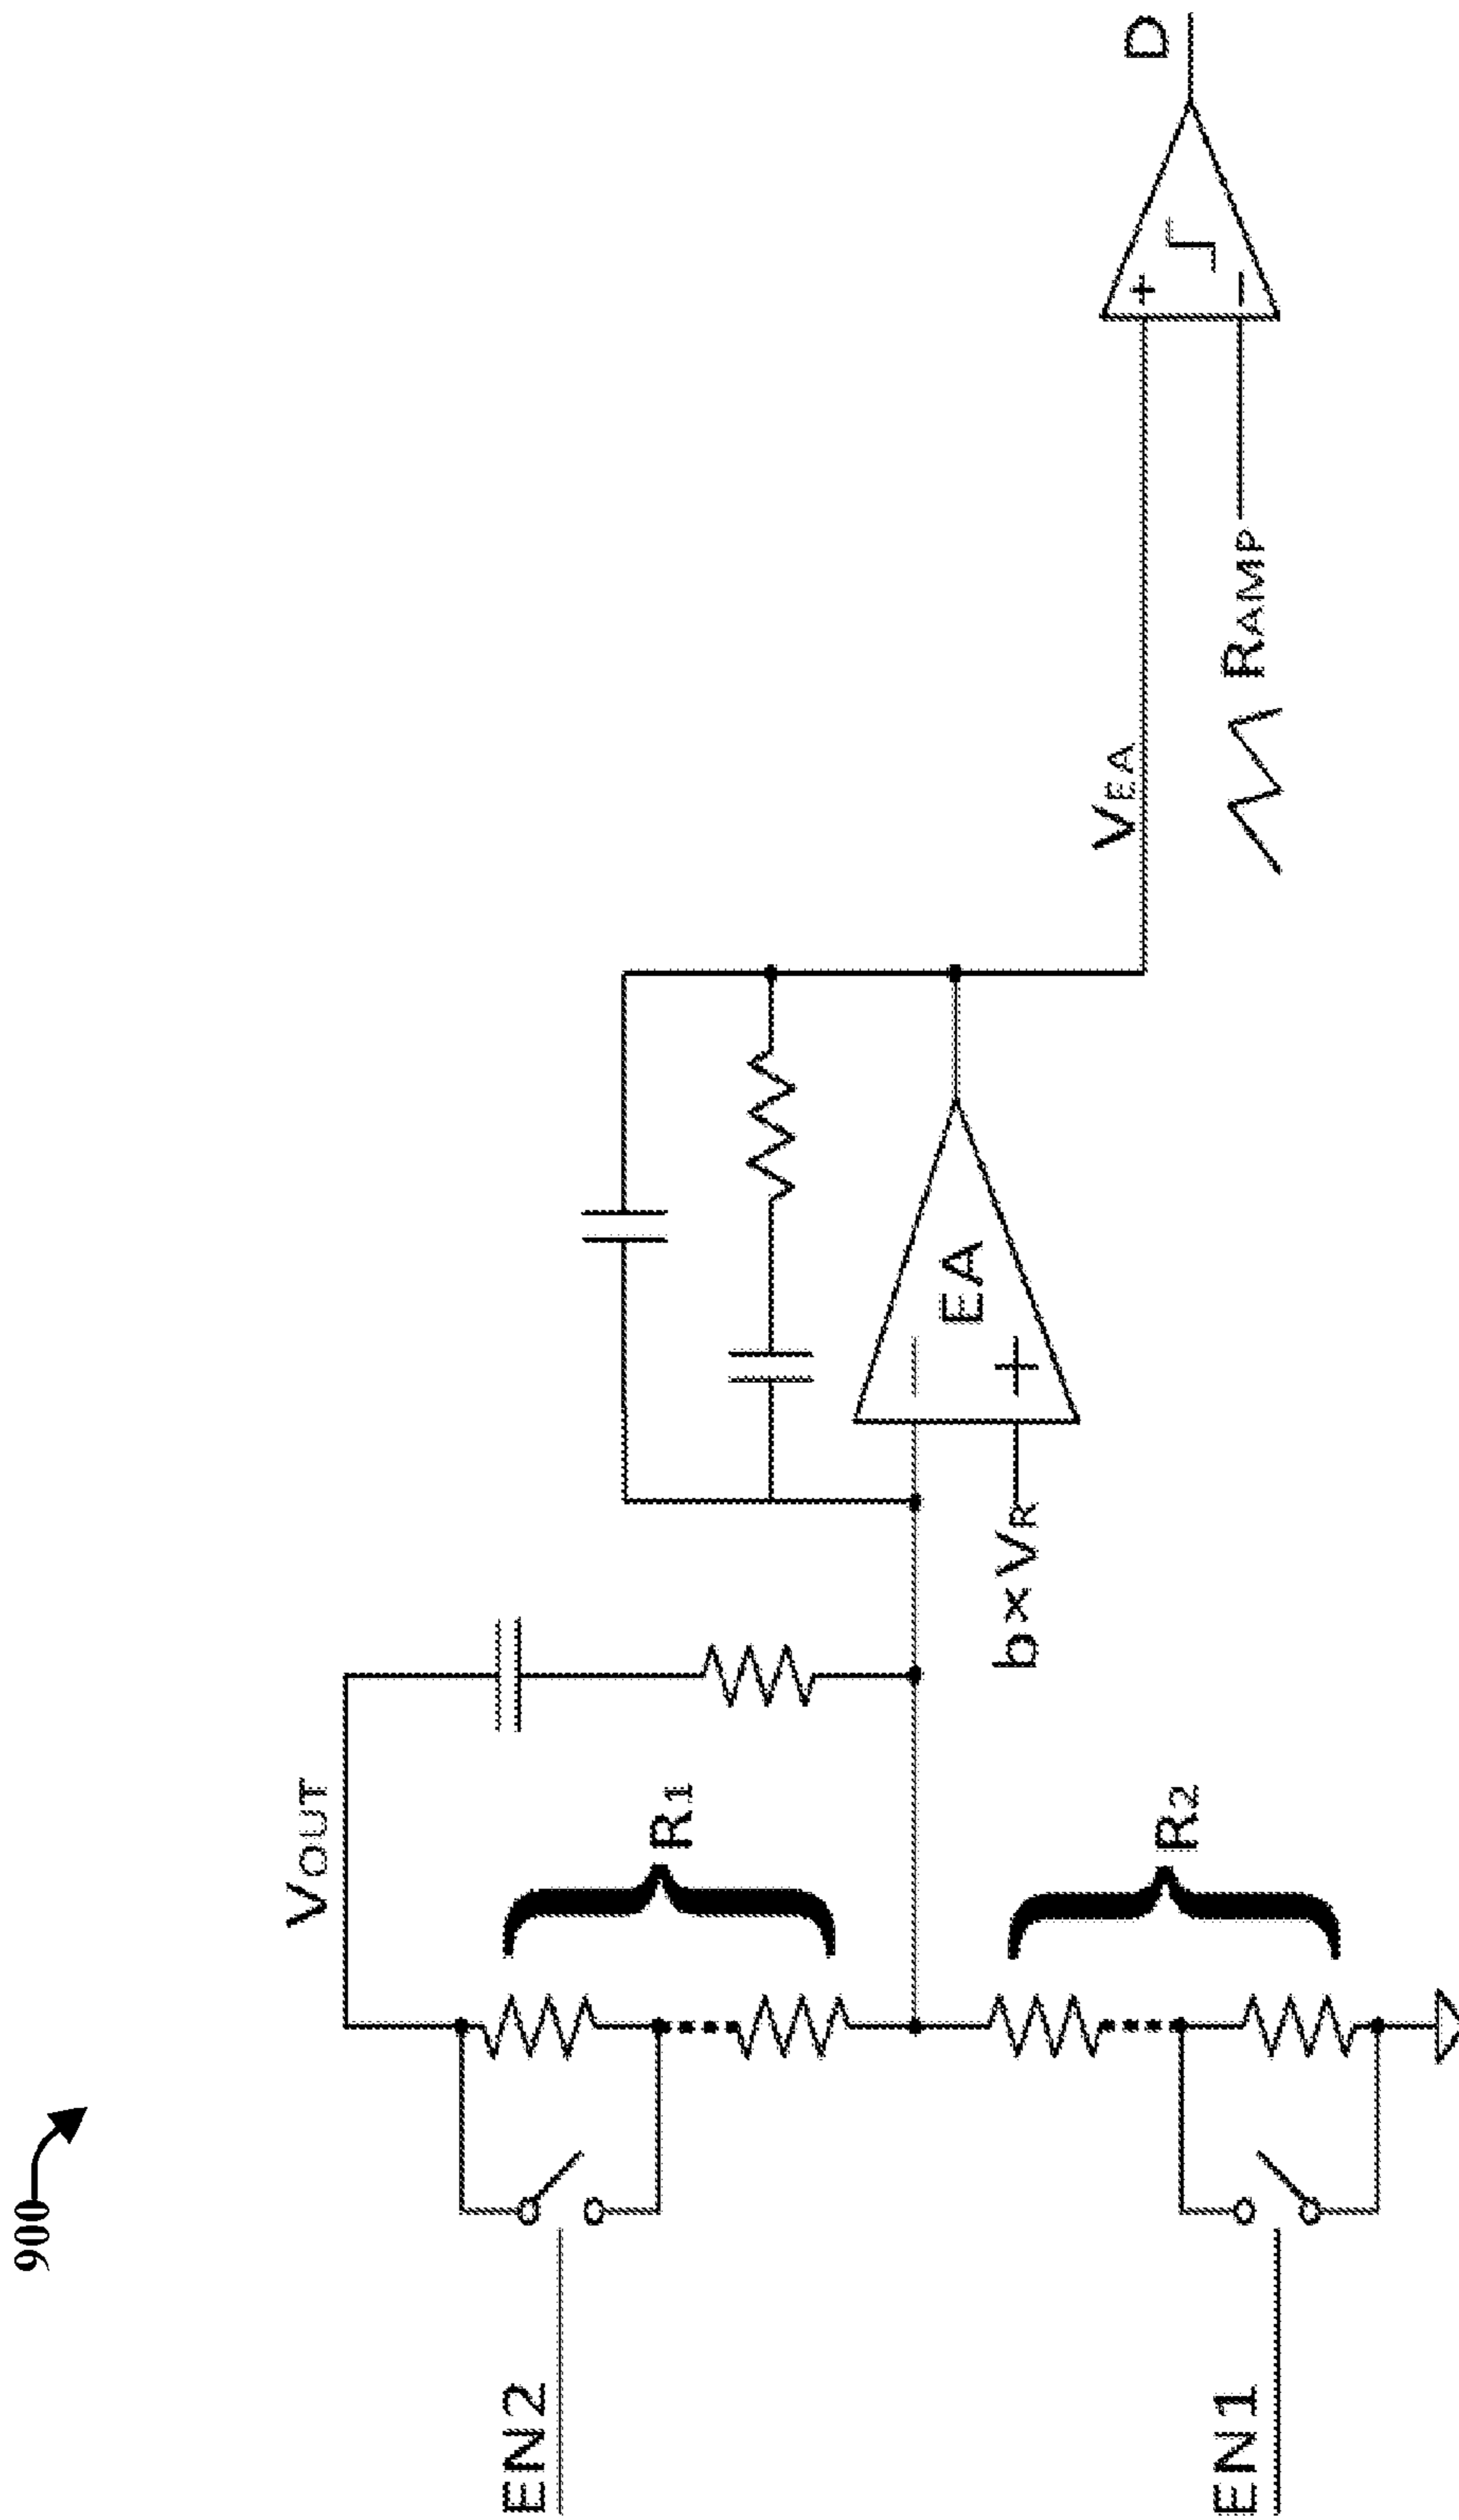 900
EN2
EN1
VOUT
R1
R2
b×VR
EA
VEA
RAMP
D